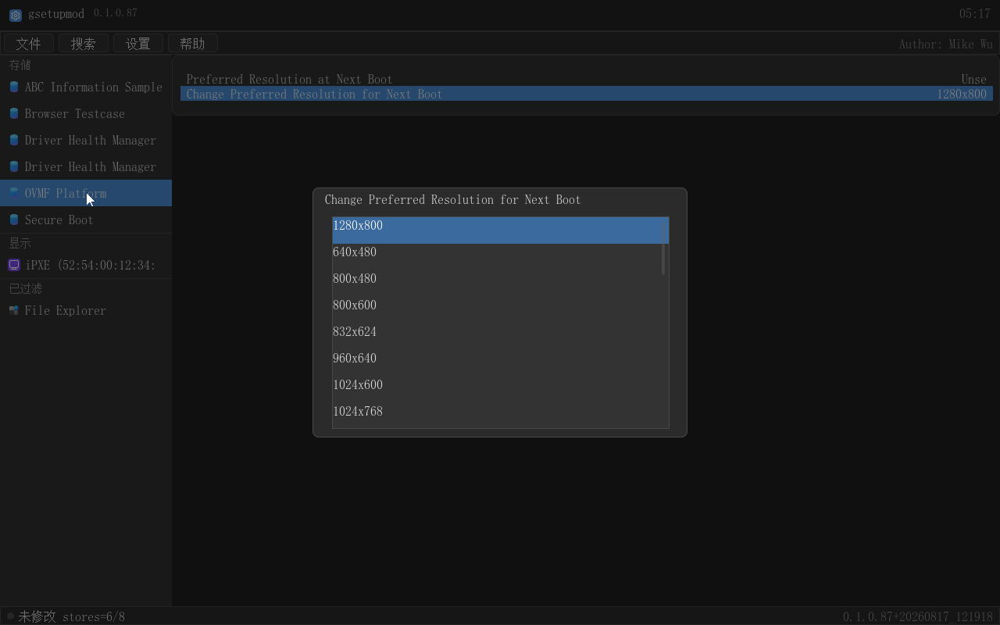 gsetupmod 0.1.0.87 05:17
文件 搜索 设置 帮助 Author: Mike Wu
存储
ABC Information Sample
Browser Testcase
Driver Health Manager
Driver Health Manager
OVMF Platform
Secure Boot
显示
iPXE (52:54:00:12:34:
已过滤
File Explorer
Preferred Resolution at Next Boot Unse
Change Preferred Resolution for Next Boot 1280x800
Change Preferred Resolution for Next Boot
1280x800
640x480
800x480
800x600
832x624
960x640
1024x600
1024x768
未修改 stores=6/8 0.1.0.87+20260817_121918